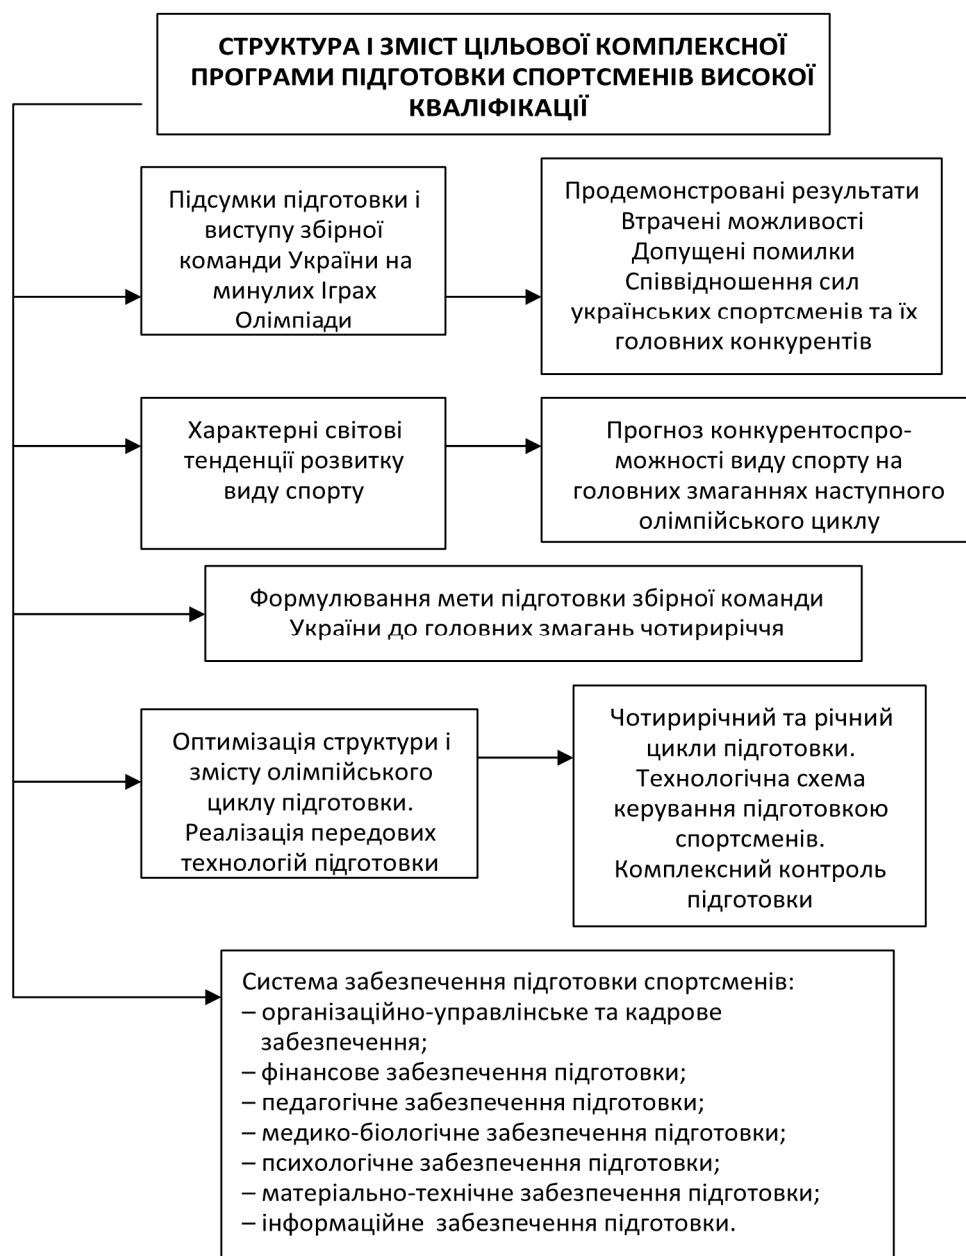 СТРУКТУРА І ЗМІСТ ЦІЛЬОВОЇ КОМПЛЕКСНОЇ
ПРОГРАМИ ПІДГОТОВКИ СПОРТСМЕНІВ ВИСОКОЇ
КВАЛІФІКАЦІЇ
Підсумки підготовки і
виступу збірної
команди України на
минулих Іграх
Олімпіади
Продемонстровані результати
Втрачені можливості
Допущені помилки
Співвідношення сил
українських спортсменів та їх
головних конкурентів
Характерні світові
тенденції розвитку
виду спорту
Прогноз конкурентоспро-
можності виду спорту на
головних змаганнях наступного
олімпійського циклу
Формулювання мети підготовки збірної команди
України до головних змагань чотириріччя
Оптимізація структури і
змісту олімпійського
циклу підготовки.
Реалізація передових
технологій підготовки
Чотирирічний та річний
цикли підготовки.
Технологічна схема
керування підготовкою
спортсменів.
Комплексний контроль
підготовки
Система забезпечення підготовки спортсменів:
– організаційно-управлінське та кадрове
забезпечення;
– фінансове забезпечення підготовки;
– педагогічне забезпечення підготовки;
– медико-біологічне забезпечення підготовки;
– психологічне забезпечення підготовки;
– матеріально-технічне забезпечення підготовки;
– інформаційне забезпечення підготовки.